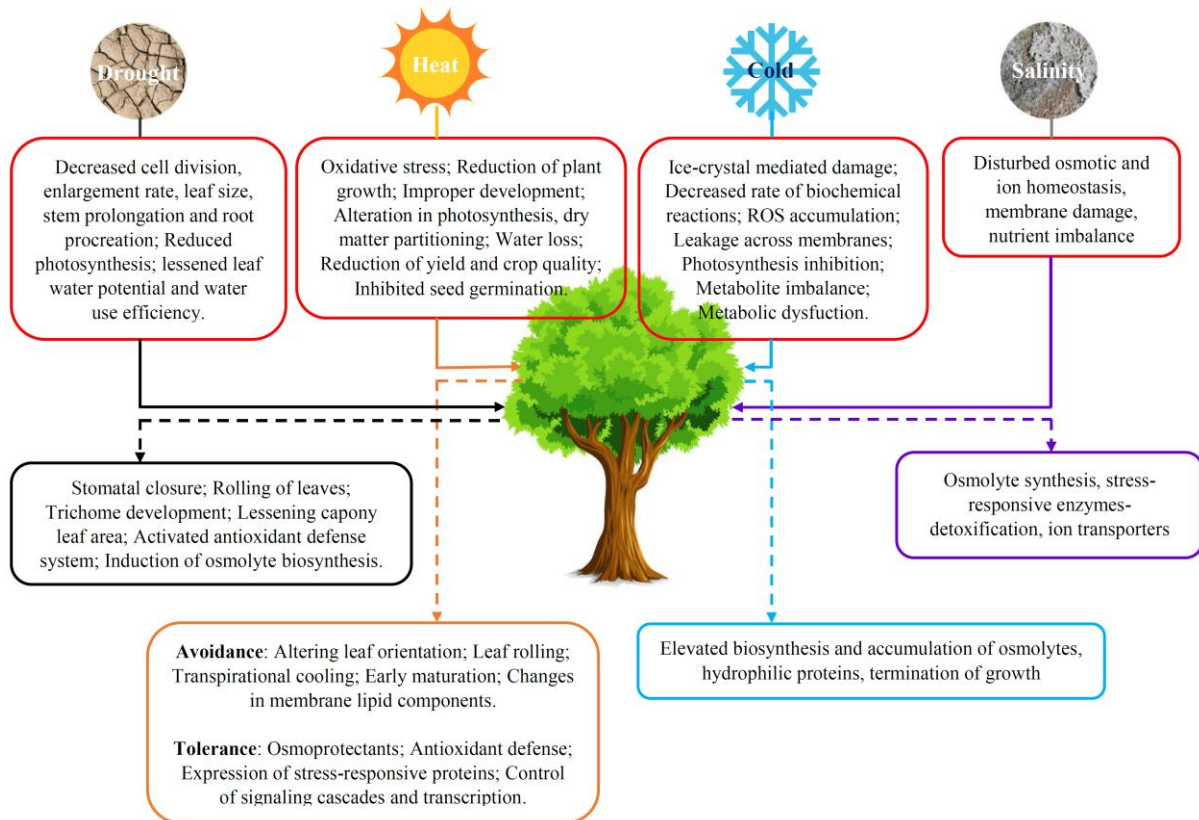 Drought
Heat
Cold
Salinity
Decreased cell division,
enlargement rate, leaf size,
stem prolongation and root
procreation; Reduced
photosynthesis; lessened leaf
water potential and water
use efficiency.
Oxidative stress; Reduction of plant
growth; Improper development;
Alteration in photosynthesis, dry
matter partitioning; Water loss;
Reduction of yield and crop quality;
Inhibited seed germination.
Ice-crystal mediated damage;
Decreased rate of biochemical
reactions; ROS accumulation;
Leakage across membranes;
Photosynthesis inhibition;
Metabolite imbalance;
Metabolic dysfuction.
Disturbed osmotic and
ion homeostasis,
membrane damage,
nutrient imbalance
Stomatal closure; Rolling of leaves;
Trichome development; Lessening capony
leaf area; Activated antioxidant defense
system; Induction of osmolyte biosynthesis.
Osmolyte synthesis, stress-
responsive enzymes-
detoxification, ion transporters
Avoidance: Altering leaf orientation; Leaf rolling;
Transpirational cooling; Early maturation; Changes
in membrane lipid components.
Tolerance: Osmoprotectants; Antioxidant defense;
Expression of stress-responsive proteins; Control
of signaling cascades and transcription.
Elevated biosynthesis and accumulation of osmolytes,
hydrophilic proteins, termination of growth